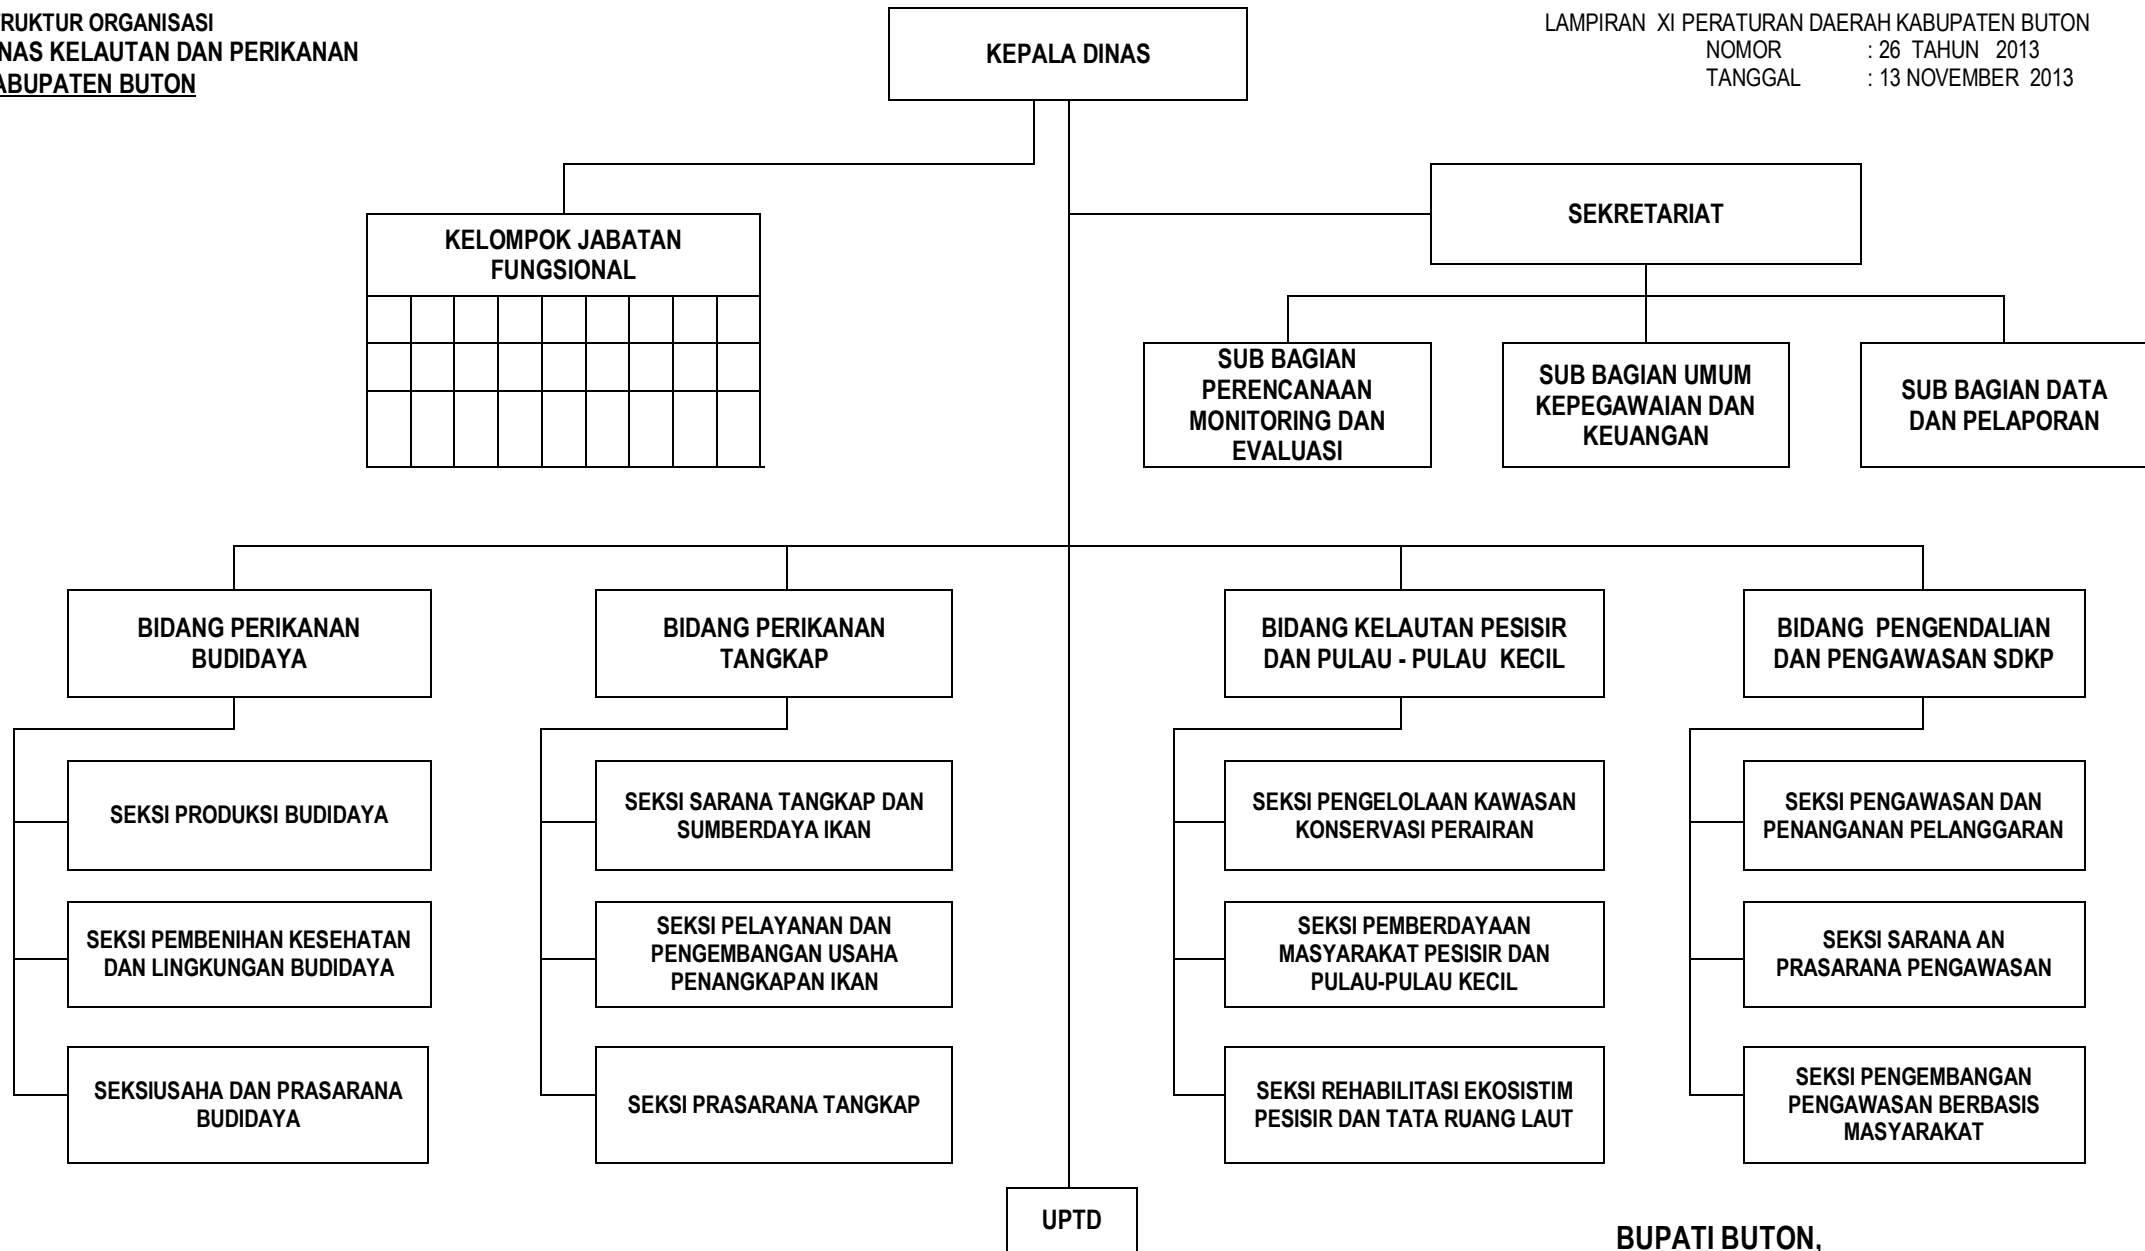 TRUKTUR ORGANISASI
NAS KELAUTAN DAN PERIKANAN
ABUPATEN BUTON
LAMPIRAN XI PERATURAN DAERAH KABUPATEN BUTON
NOMOR : 26 TAHUN 2013
TANGGAL : 13 NOVEMBER 2013
KEPALA DINAS
SEKRETARIAT
KELOMPOK JABATAN
FUNGSIONAL
SUB BAGIAN
PERENCANAAN
MONITORING DAN
EVALUASI
SUB BAGIAN UMUM
KEPEGAWAIAN DAN
KEUANGAN
SUB BAGIAN DATA
DAN PELAPORAN
BIDANG PERIKANAN
BUDIDAYA
BIDANG PERIKANAN
TANGKAP
BIDANG KELAUTAN PESISIR
DAN PULAU - PULAU KECIL
BIDANG PENGENDALIAN
DAN PENGAWASAN SDKP
SEKSI PRODUKSI BUDIDAYA
SEKSI SARANA TANGKAP DAN
SUMBERDAYA IKAN
SEKSI PENGELOLAAN KAWASAN
KONSERVASI PERAIRAN
SEKSI PENGAWASAN DAN
PENANGANAN PELANGGARAN
SEKSI PEMBENIHAN KESEHATAN
DAN LINGKUNGAN BUDIDAYA
SEKSI PELAYANAN DAN
PENGEMBANGAN USAHA
PENANGKAPAN IKAN
SEKSI PEMBERDAYAAN
MASYARAKAT PESISIR DAN
PULAU-PULAU KECIL
SEKSI SARANA AN
PRASARANA PENGAWASAN
SEKSIUSAHA DAN PRASARANA
BUDIDAYA
SEKSI PRASARANA TANGKAP
SEKSI REHABILITASI EKOSISTIM
PESISIR DAN TATA RUANG LAUT
SEKSI PENGEMBANGAN
PENGAWASAN BERBASIS
MASYARAKAT
UPTD
BUPATI BUTON,